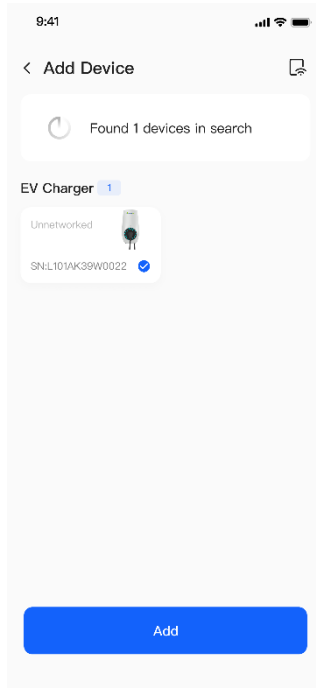 9:41
Add Device
Found 1 devices in search
EV Charger 1
Unnetworked
SN:L101AK39W0022
Add